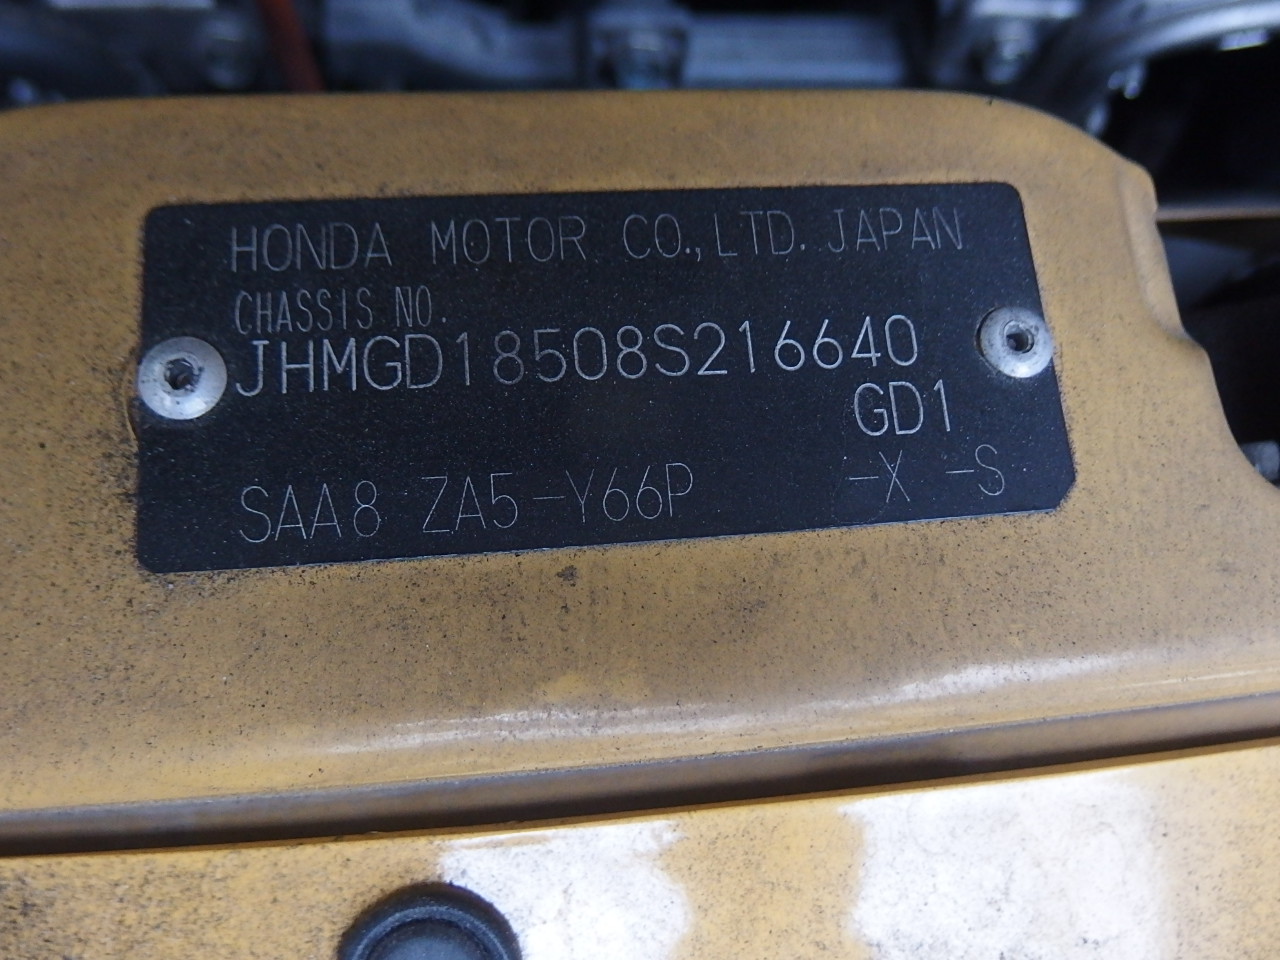 HONDA MOTOR CO.,LTD. JAPAN
CHASSIS NO.
JHMGD18508S216640
GD1
SAA8 ZA5-Y66P -X -S